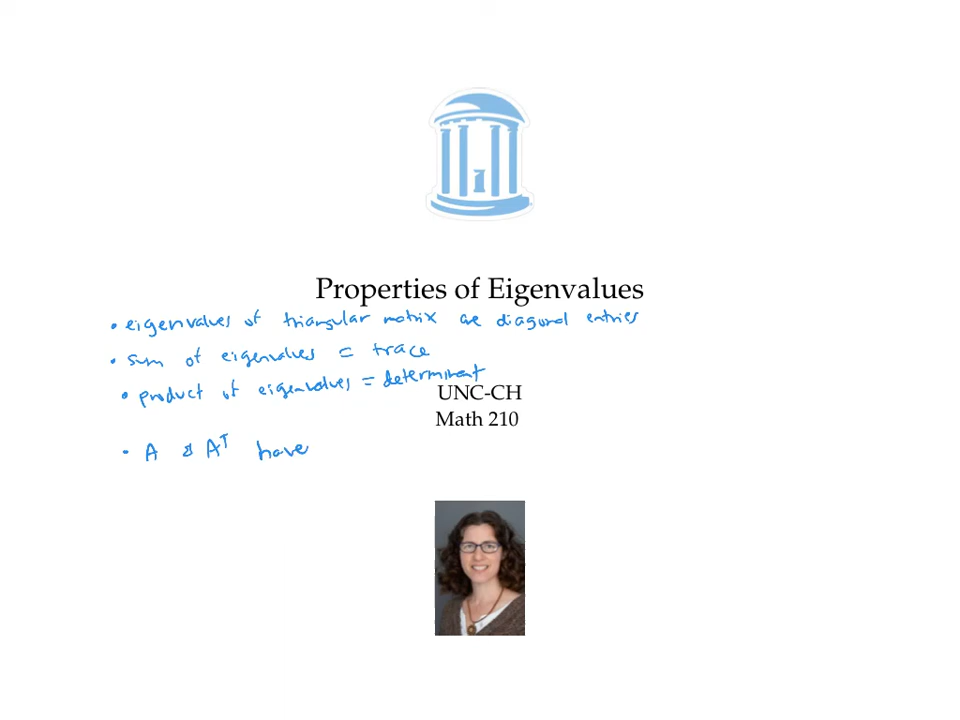 Properties of Eigenvalues
• eigenvalues of triangular matrix are diagonal entries
• sum of eigenvalues = trace
• product of eigenvalues = determinant
UNC-CH
Math 210
• A & Aᵀ have